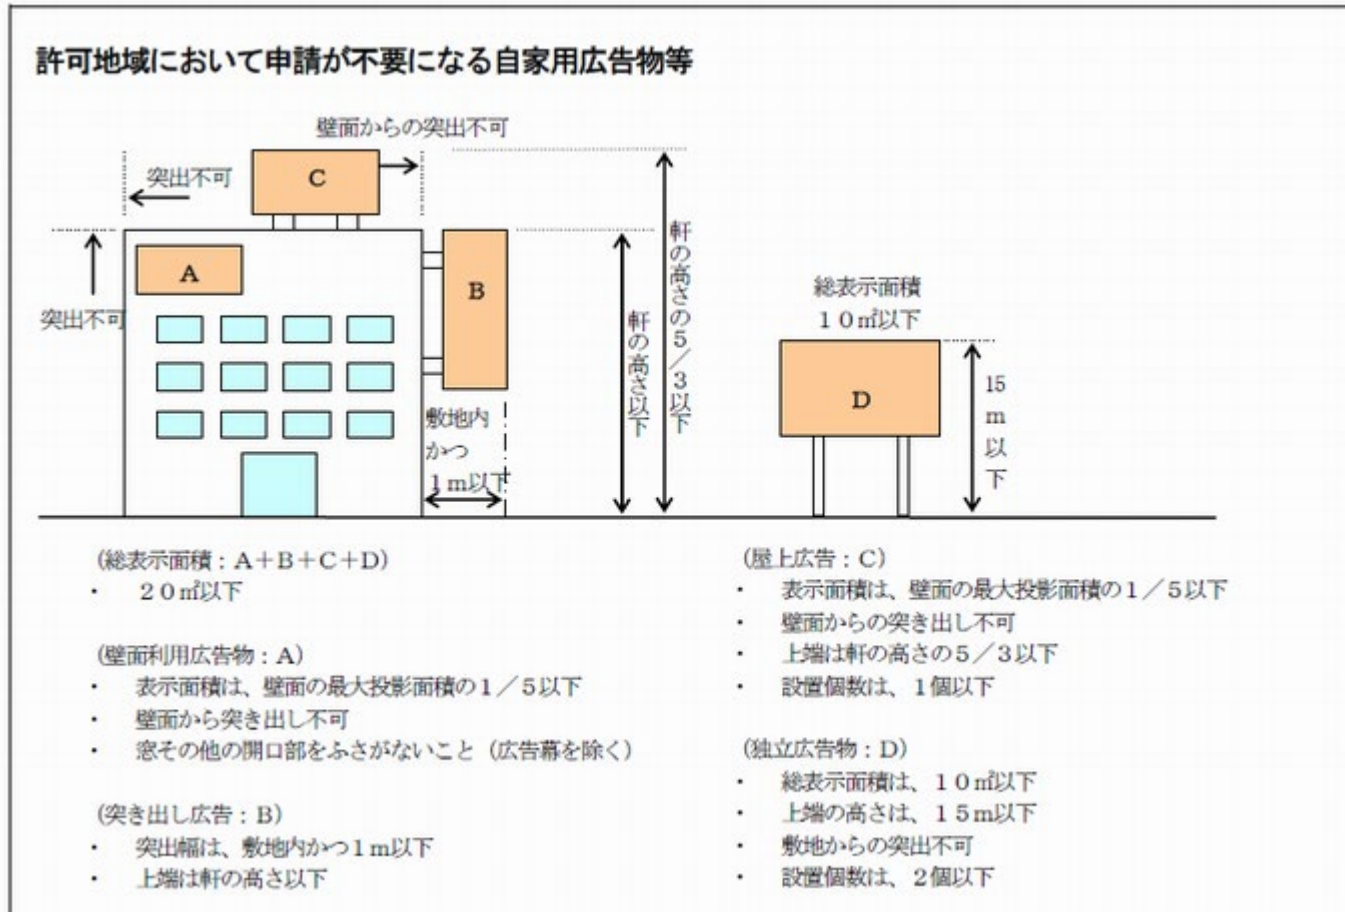 許可地域において申請が不要になる自家用広告物等
壁面からの突出不可
突出不可
C
突出不可
A
B
軒の高さ以下
軒の高さの5／3以下
敷地内
かつ
1m以下
総表示面積
10㎡以下
D
15m以下
(総表示面積：A＋B＋C＋D)
・ 20㎡以下
(壁面利用広告物：A)
・ 表示面積は、壁面の最大投影面積の1／5以下
・ 壁面から突き出し不可
・ 窓その他の開口部をふさがないこと（広告幕を除く）
(突き出し広告：B)
・ 突出幅は、敷地内かつ1m以下
・ 上端は軒の高さ以下
(屋上広告：C)
・ 表示面積は、壁面の最大投影面積の1／5以下
・ 壁面からの突き出し不可
・ 上端は軒の高さの5／3以下
・ 設置個数は、1個以下
(独立広告物：D)
・ 総表示面積は、10㎡以下
・ 上端の高さは、15m以下
・ 敷地からの突出不可
・ 設置個数は、2個以下